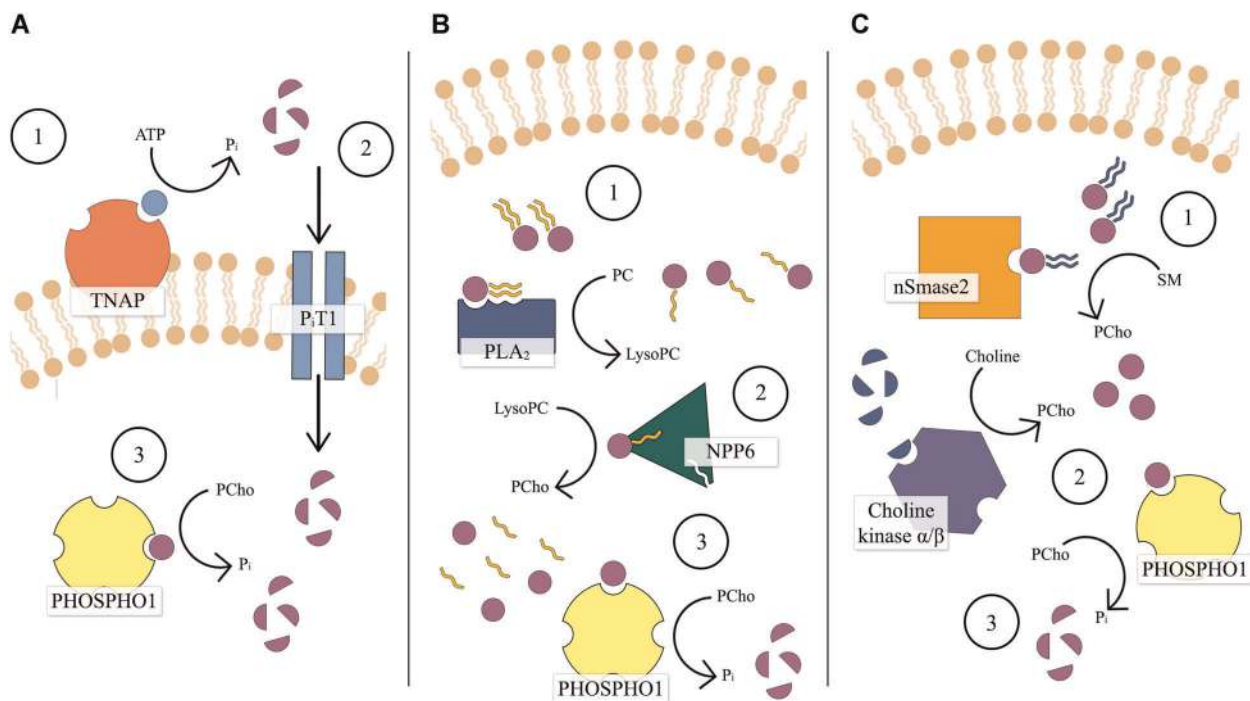 A
1
ATP
Pi
2
TNAP
PiT1
3
PCho
Pi
PHOSPHO1
B
1
PC
PLA₂
LysoPC
LysoPC
2
NPP6
PCho
3
PCho
PHOSPHO1
Pi
C
1
nSmase2
SM
PCho
Choline
PCho
2
Choline
kinase α/β
PCho
PHOSPHO1
Pi
3